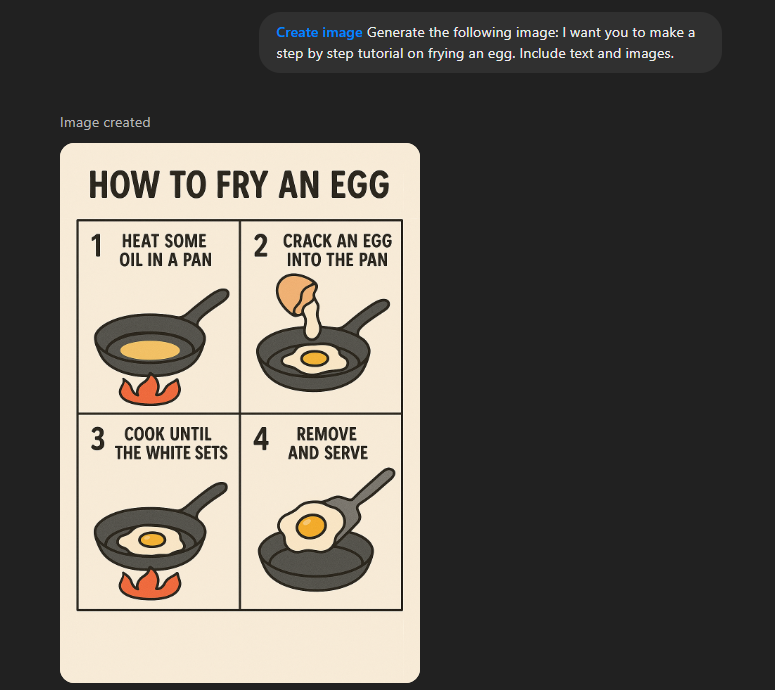 Create image Generate the following image: I want you to make a
step by step tutorial on frying an egg. Include text and images.
Image created
HOW TO FRY AN EGG
1 HEAT SOME
OIL IN A PAN
2 CRACK AN EGG
INTO THE PAN
3 COOK UNTIL
THE WHITE SETS
4 REMOVE
AND SERVE